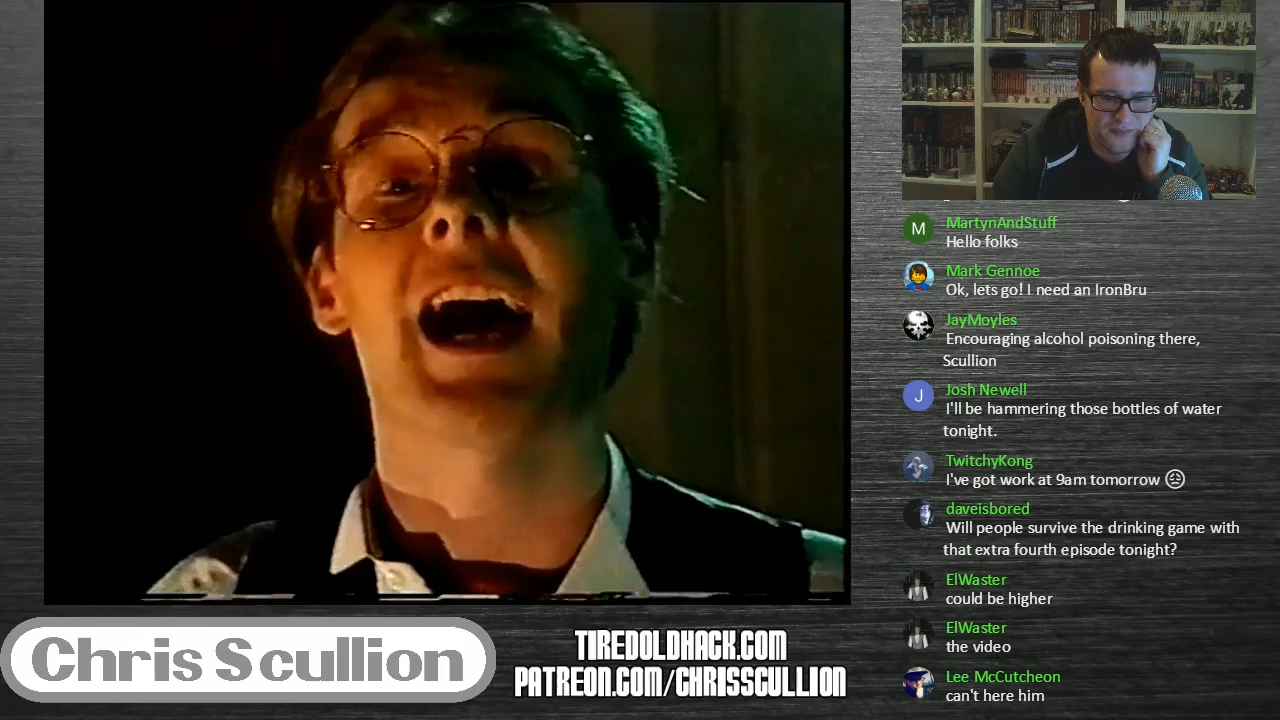 MartynAndStuff
Hello folks
Mark Gennoe
Ok, lets go! I need an IronBru
JayMoyles
Encouraging alcohol poisoning there,
Scullion
Josh Newell
I'll be hammering those bottles of water
tonight.
TwitchyKong
I've got work at 9am tomorrow
daveisbored
Will people survive the drinking game with
that extra fourth episode tonight?
ElWaster
could be higher
ElWaster
the video
Lee McCutcheon
can't here him
M
J
Chris Scullion
TIREDOLDHACK.COM
PATREON.COM/CHRISSCULLION